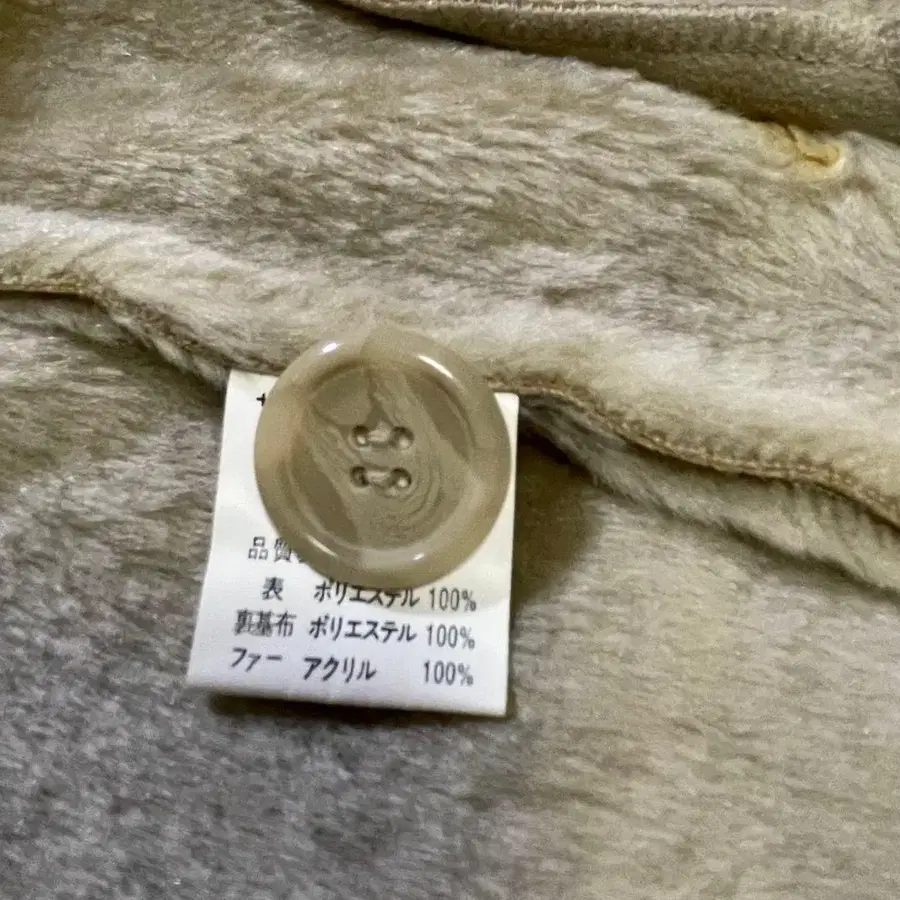 品質
表 ポリエステル 100%
裏基布 ポリエステル 100%
ファー アクリル 100%